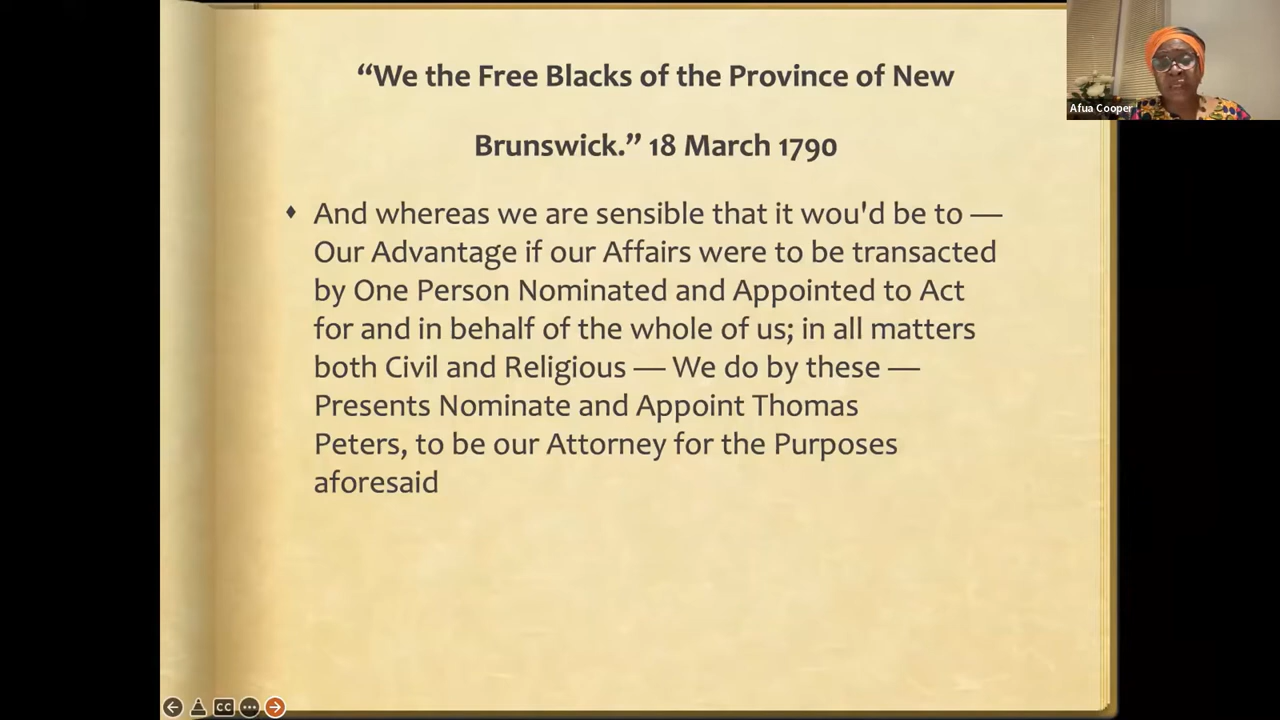 “We the Free Blacks of the Province of New
Brunswick.” 18 March 1790
Afua Cooper
And whereas we are sensible that it wou'd be to —
Our Advantage if our Affairs were to be transacted
by One Person Nominated and Appointed to Act
for and in behalf of the whole of us; in all matters
both Civil and Religious — We do by these —
Presents Nominate and Appoint Thomas
Peters, to be our Attorney for the Purposes
aforesaid
CC